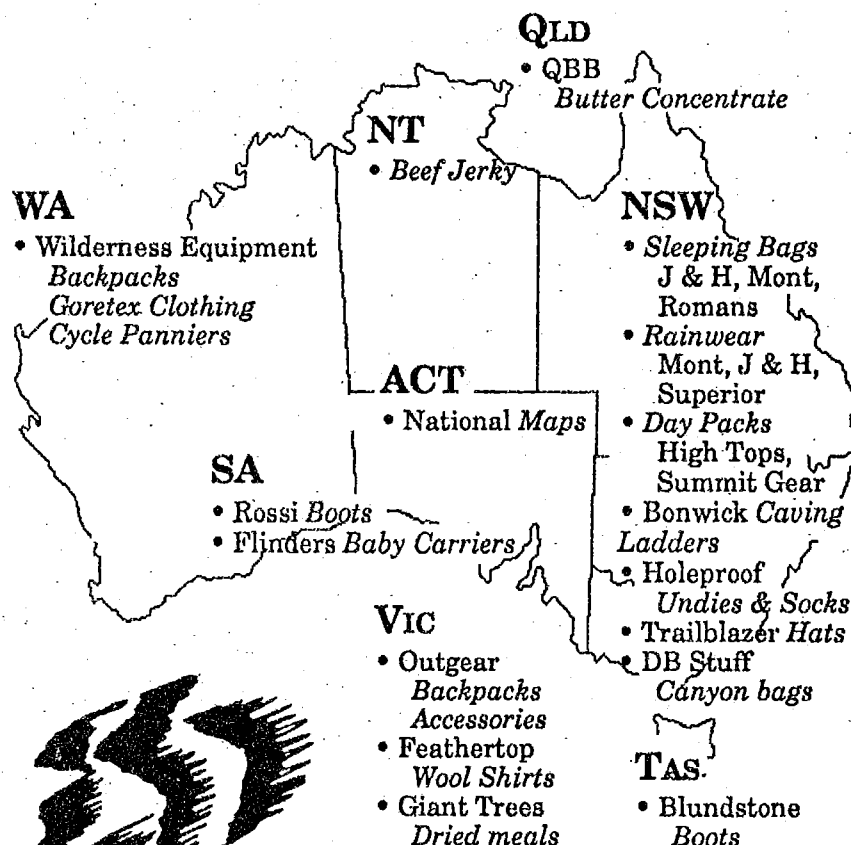 QLD
• QBB
Butter Concentrate
NT
• Beef Jerky
WA
• Wilderness Equipment
Backpacks
Goretex Clothing
Cycle Panniers
NSW
• Sleeping Bags
J & H, Mont,
Romans
• Rainwear
Mont, J & H,
Superior
• Day Packs
High Tops,
Summit Gear
• Bonwick Caving
Ladders
• Holeproof
Undies & Socks
• Trailblazer Hats
• DB Stuff
Canyon bags
ACT
• National Maps
SA
• Rossi Boots
• Flinders Baby Carriers
VIC
• Outgear
Backpacks
Accessories
• Feathertop
Wool Shirts
• Giant Trees
Dried meals
TAS.
• Blundstone
Boots